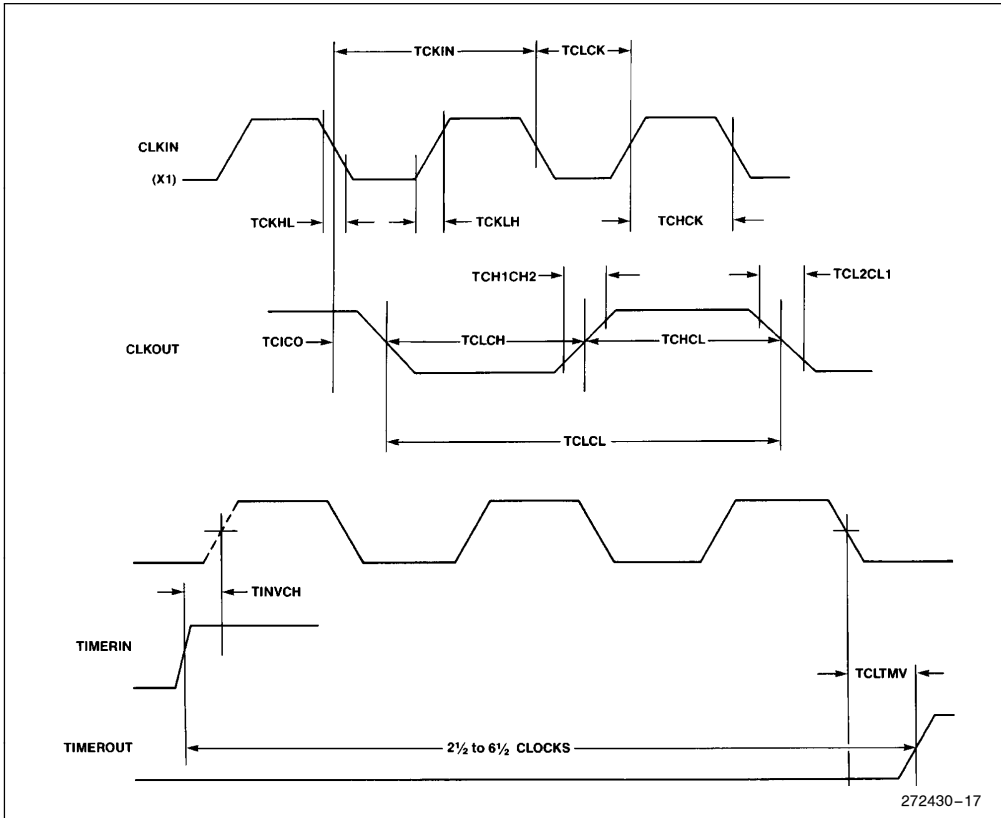 TCKIN
TCLCK
CLKIN
(X1)
TCKHL
TCKLH
TCHCK
TCH1CH2
TCL2CL1
CLKOUT
TCICO
TCLCH
TCHCL
TCLCL
TINVCH
TIMERIN
TCLTMV
TIMEROUT
2½ to 6½ CLOCKS
272430–17